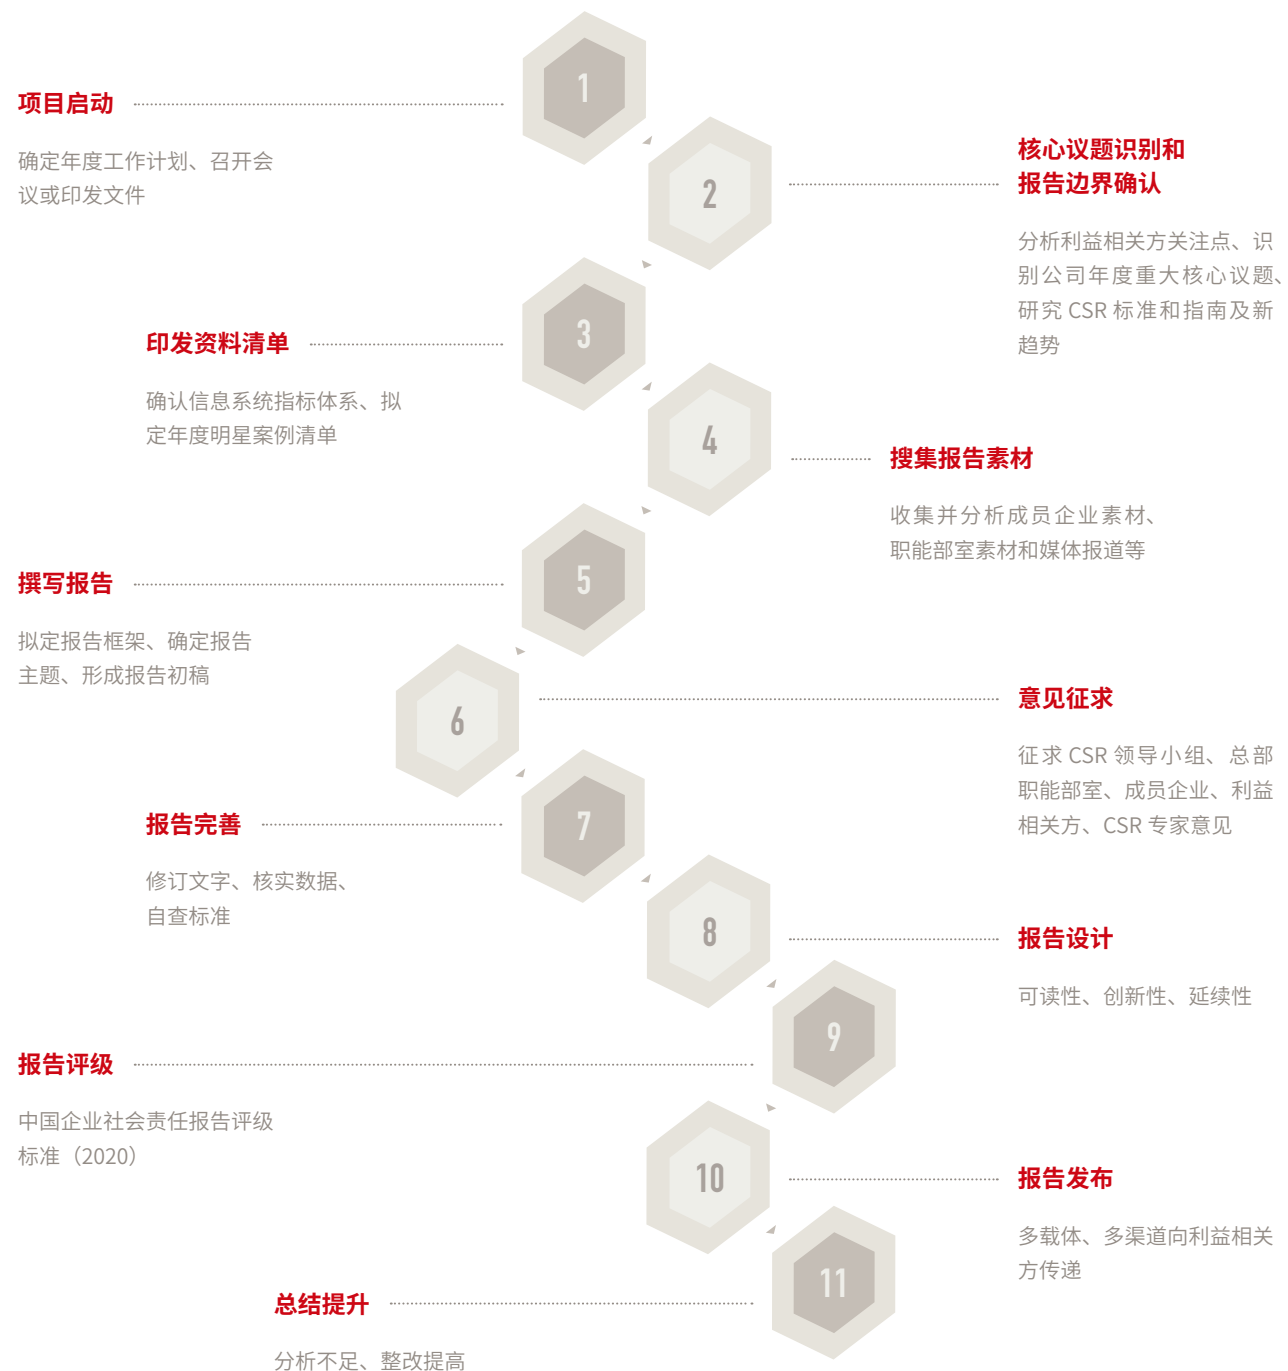 1
项目启动
确定年度工作计划、召开会
议或印发文件
2
核心议题识别和
报告边界确认
分析利益相关方关注点、识
别公司年度重大核心议题、
研究 CSR 标准和指南及新
趋势
3
印发资料清单
确认信息系统指标体系、拟
定年度明星案例清单
4
搜集报告素材
收集并分析成员企业素材、
职能部室素材和媒体报道等
5
撰写报告
拟定报告框架、确定报告
主题、形成报告初稿
6
意见征求
征求 CSR 领导小组、总部
职能部室、成员企业、利益
相关方、CSR 专家意见
7
报告完善
修订文字、核实数据、
自查标准
8
报告设计
可读性、创新性、延续性
9
报告评级
中国企业社会责任报告评级
标准（2020）
10
报告发布
多载体、多渠道向利益相关
方传递
11
总结提升
分析不足、整改提高